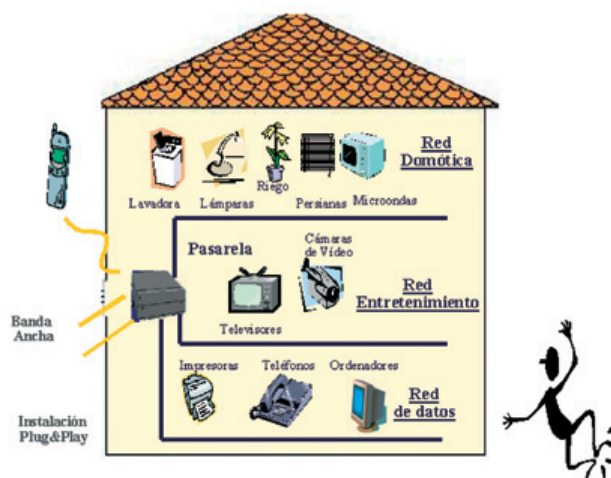 Red
Domótica
Riego
Lavadora
Lámparas
Persianas
Microondas
Pasarela
Cámaras
de Vídeo
Red
Entretenimiento
Televisores
Banda
Ancha
Impresoras
Teléfonos
Ordenadores
Red
de datos
Instalación
Plug&Play